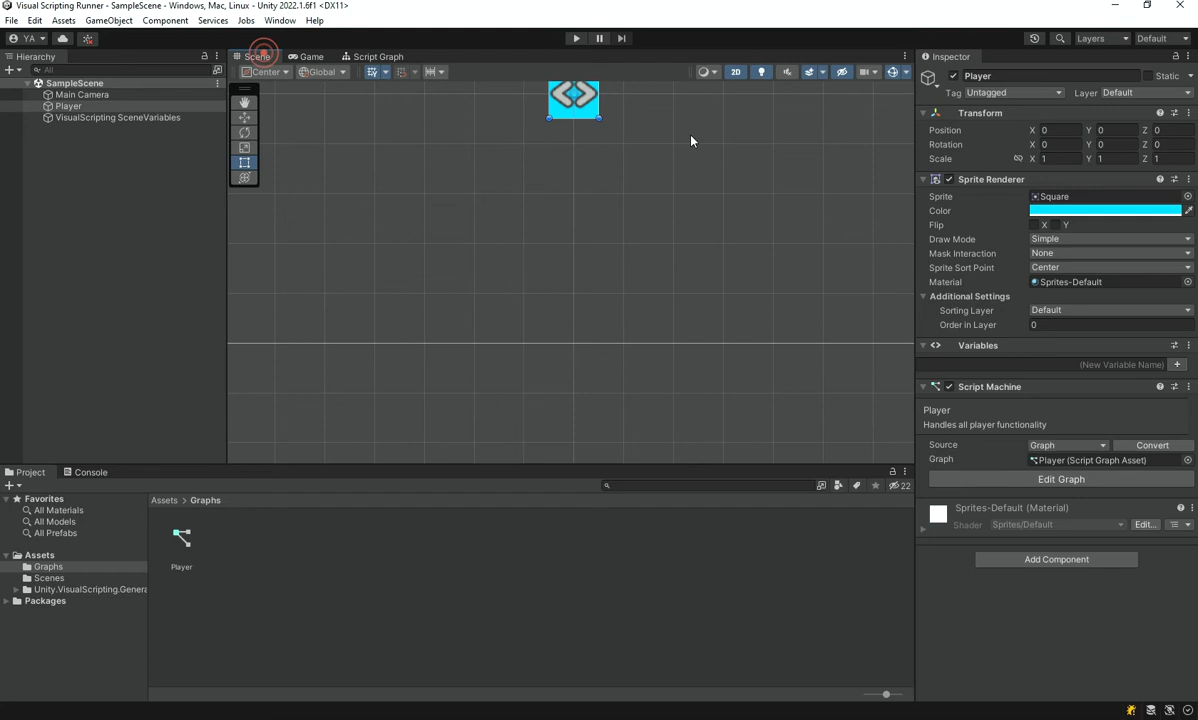 Visual Scripting Runner - SampleScene - Windows, Mac, Linux - Unity 2022.1.6f1 <DX11>
File Edit Assets GameObject Component Services Jobs Window Help
YA Layers Default
Hierarchy
All
SampleScene
Main Camera
Player
VisualScripting SceneVariables
Scene Game Script Graph
Center Global 2D
Inspector
Player Static
Tag Untagged Layer Default
Transform
Position X 0 Y 0 Z 0
Rotation X 0 Y 0 Z 0
Scale X 1 Y 1 Z 1
Sprite Renderer
Sprite Square
Color
Flip X Y
Draw Mode Simple
Mask Interaction None
Sprite Sort Point Center
Material Sprites-Default
Additional Settings
Sorting Layer Default
Order in Layer 0
Variables
(New Variable Name) +
Script Machine
Player
Handles all player functionality
Source Graph Convert
Graph Player (Script Graph Asset)
Edit Graph
Sprites-Default (Material)
Shader Sprites/Default Edit...
Add Component
Project Console
22
Favorites
All Materials
All Models
All Prefabs
Assets
Graphs
Scenes
Unity.VisualScripting.Genera
Packages
Assets > Graphs
Player